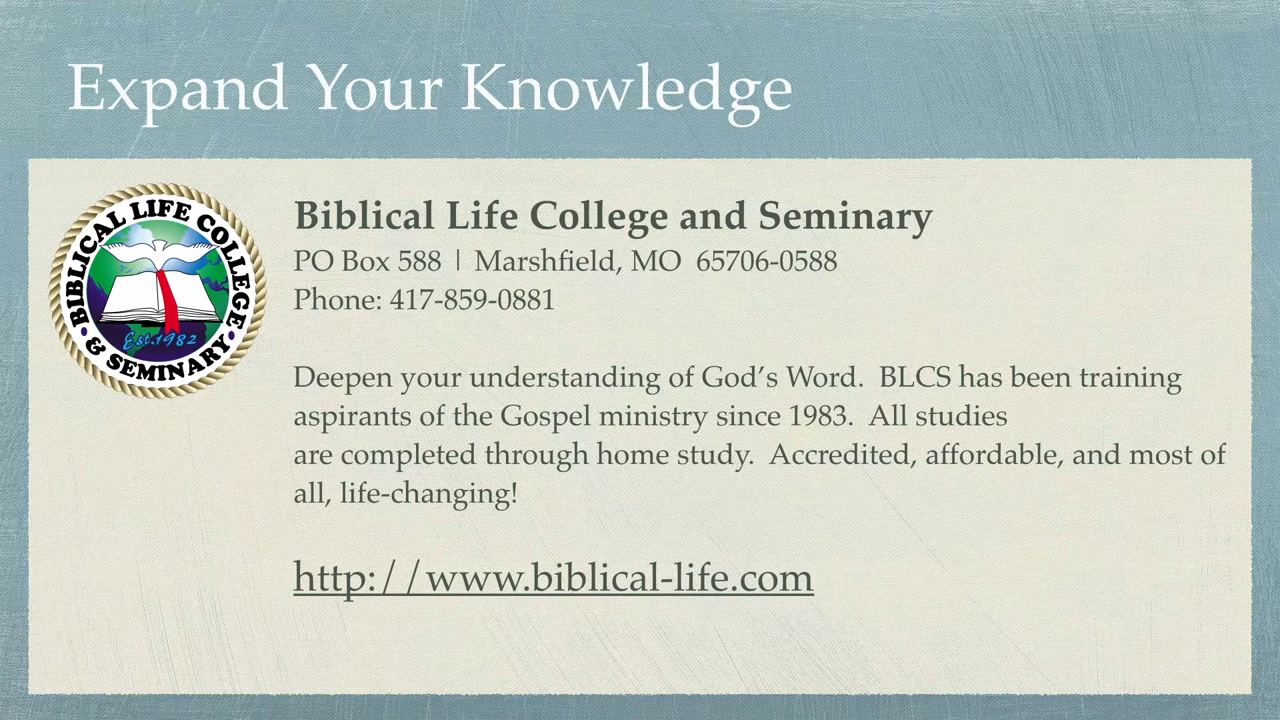 Expand Your Knowledge
BIBLICAL LIFE COLLEGE
& SEMINARY
Est.1982
Biblical Life College and Seminary
PO Box 588 | Marshfield, MO 65706-0588
Phone: 417-859-0881
Deepen your understanding of God's Word. BLCS has been training
aspirants of the Gospel ministry since 1983. All studies
are completed through home study. Accredited, affordable, and most of
all, life-changing!
http://www.biblical-life.com